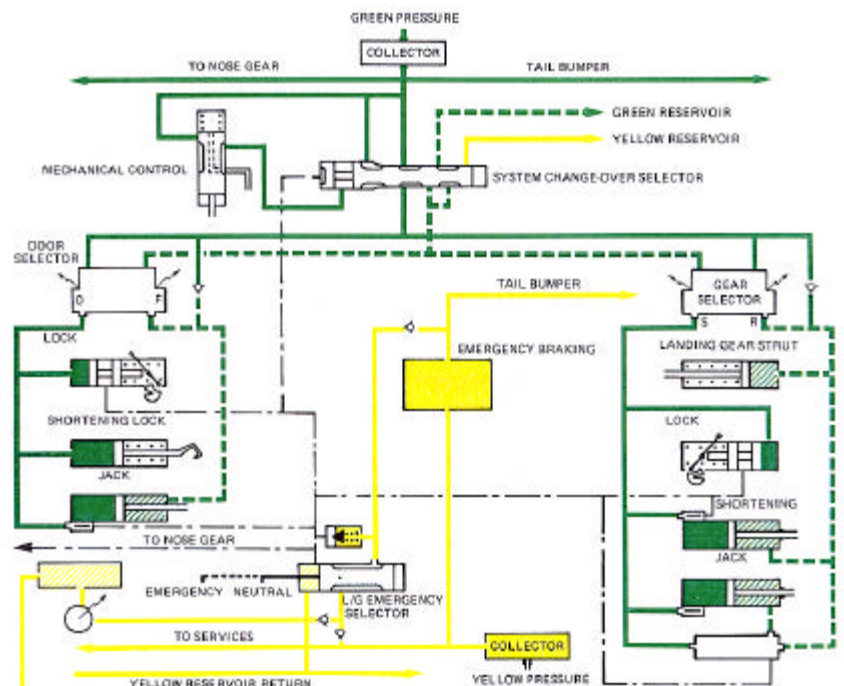 GREEN PRESSURE
COLLECTOR
TO NOSE GEAR
TAIL BUMPER
GREEN RESERVOIR
YELLOW RESERVOIR
MECHANICAL CONTROL
SYSTEM CHANGE-OVER SELECTOR
DOOR
SELECTOR
O F
GEAR
SELECTOR
S R
TAIL BUMPER
LOCK
EMERGENCY BRAKING
LANDING GEAR STRUT
SHORTENING LOCK
LOCK
JACK
SHORTENING
TO NOSE GEAR
JACK
EMERGENCY NEUTRAL
L/G EMERGENCY
SELECTOR
TO SERVICES
COLLECTOR
YELLOW RESERVOIR RETURN
YELLOW PRESSURE